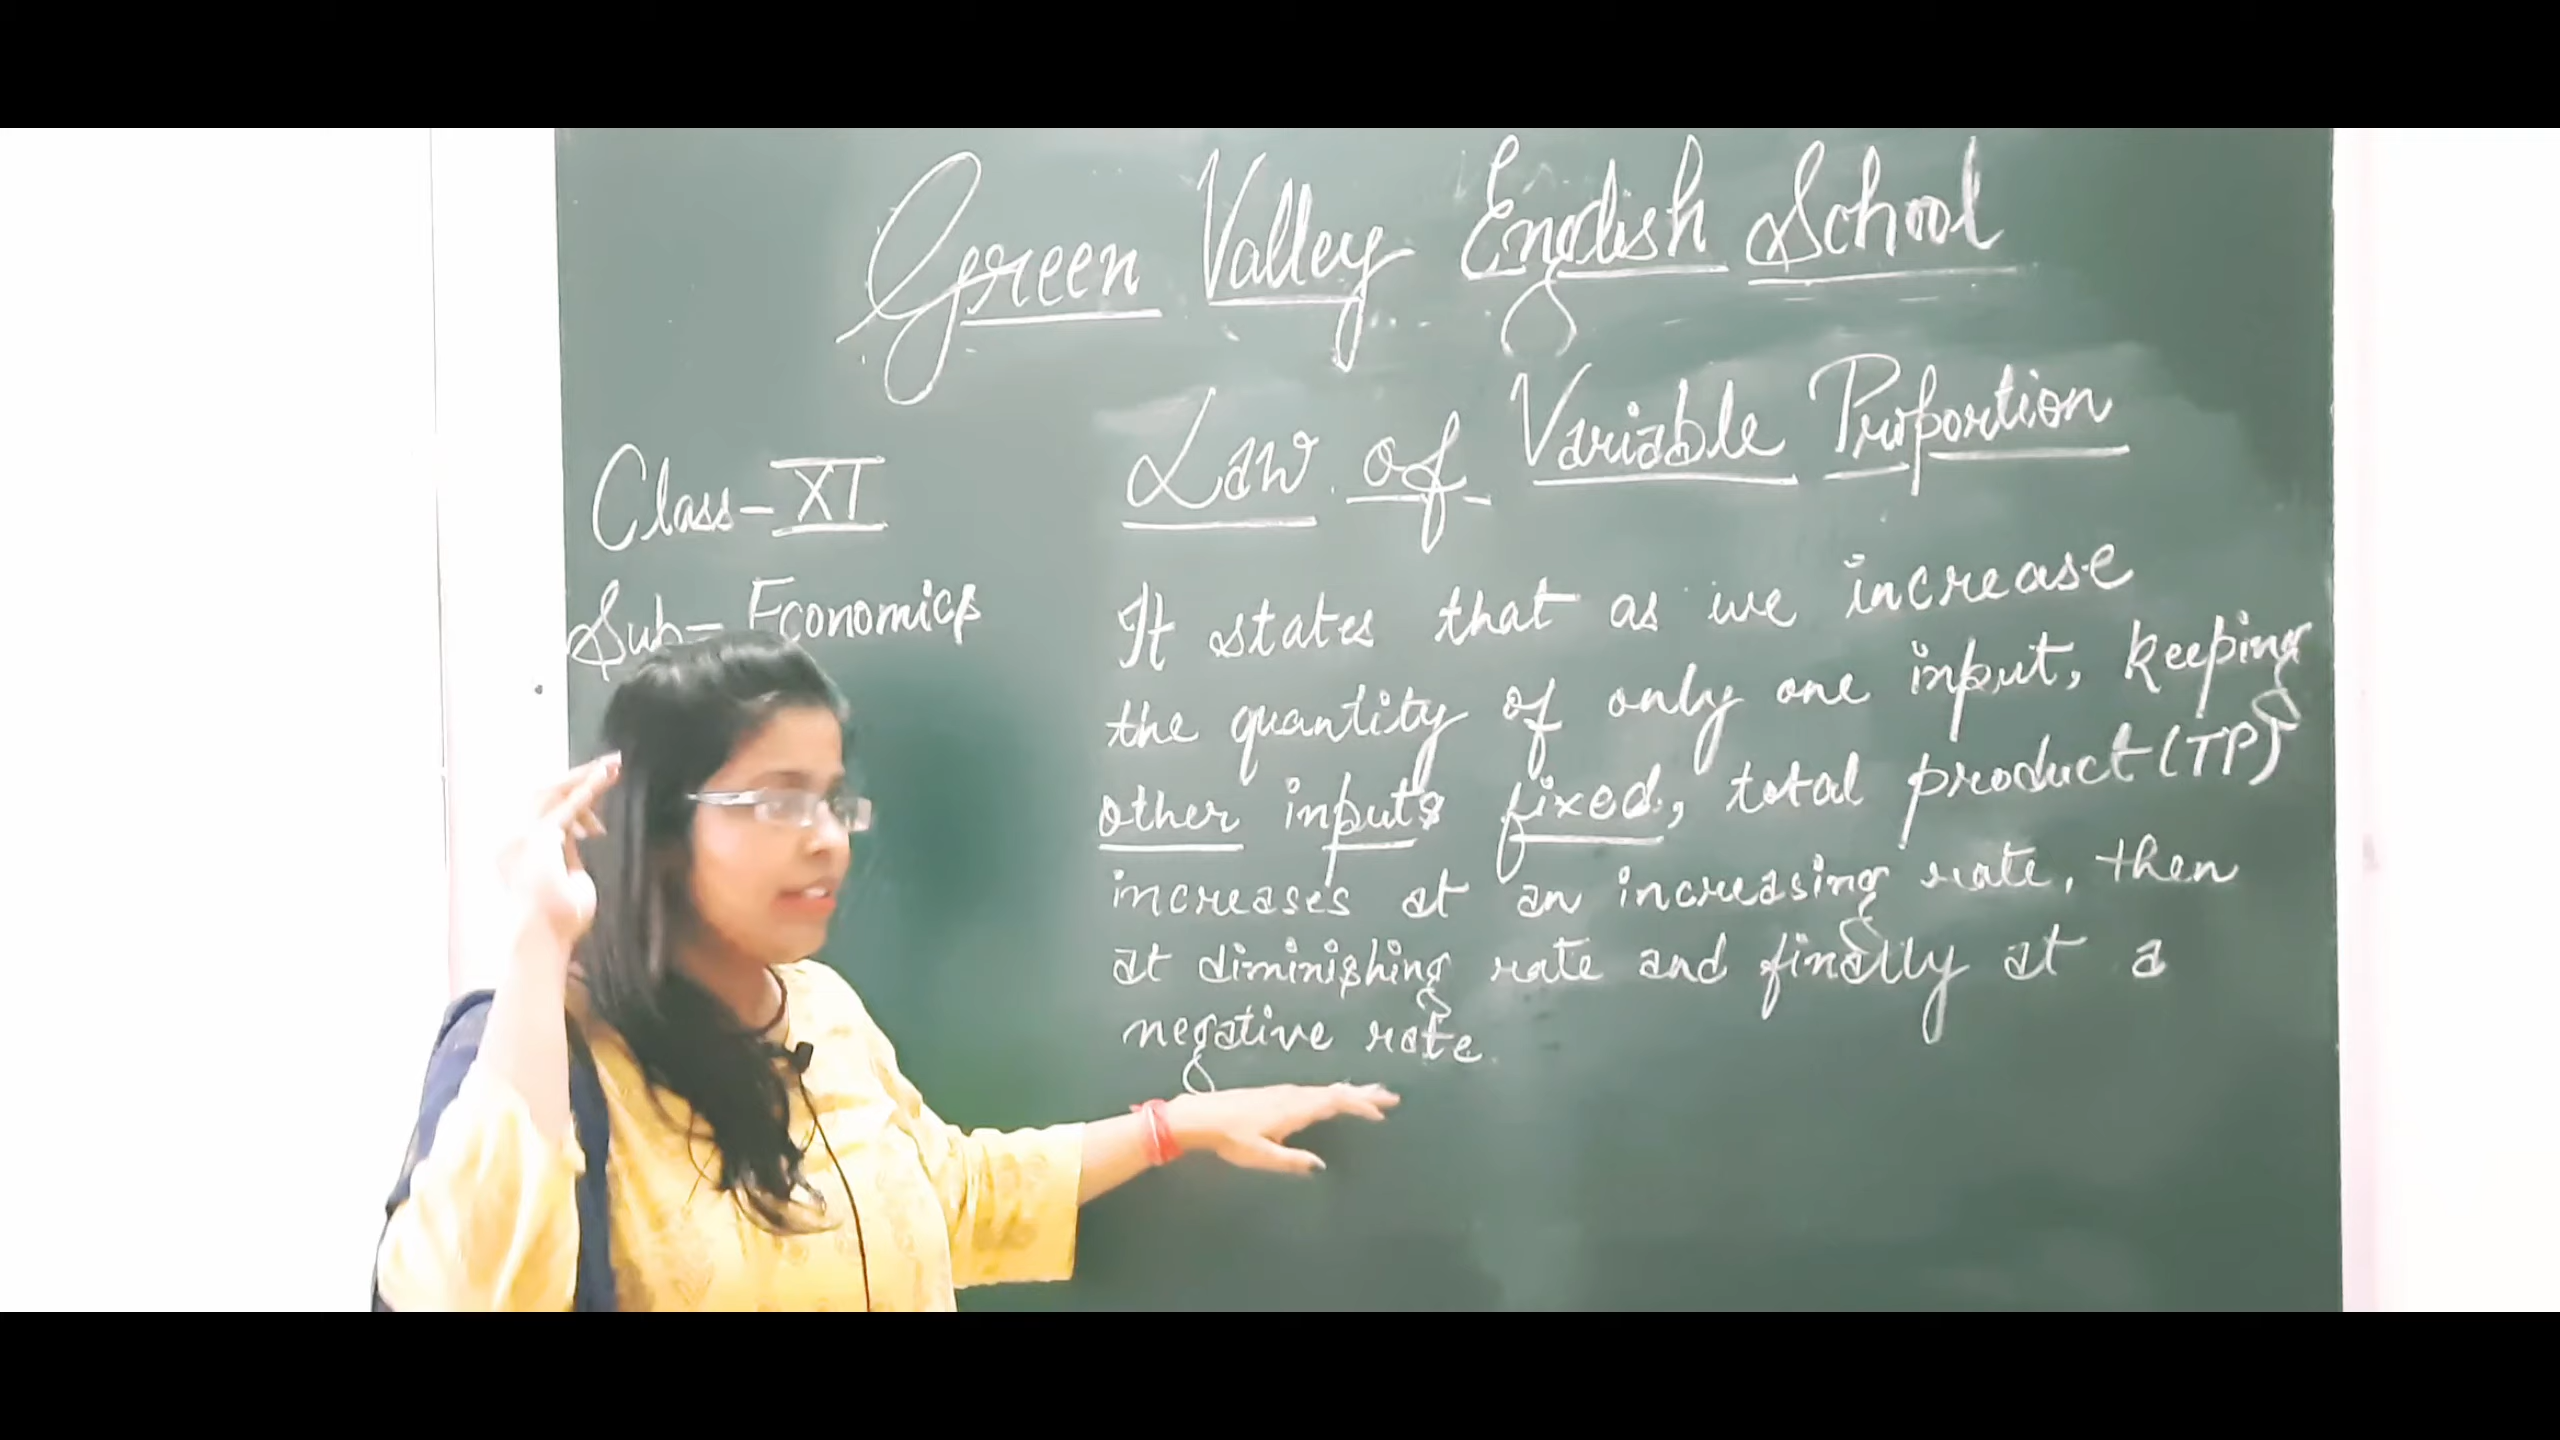 Green Valley English School
Law of Variable Proportion
Class - XI
Sub - Economics
It states that as we increase
the quantity of only one input, keeping
other inputs fixed, total product (TP)
increases at an increasing rate, then
at diminishing rate and finally at a
negative rate.